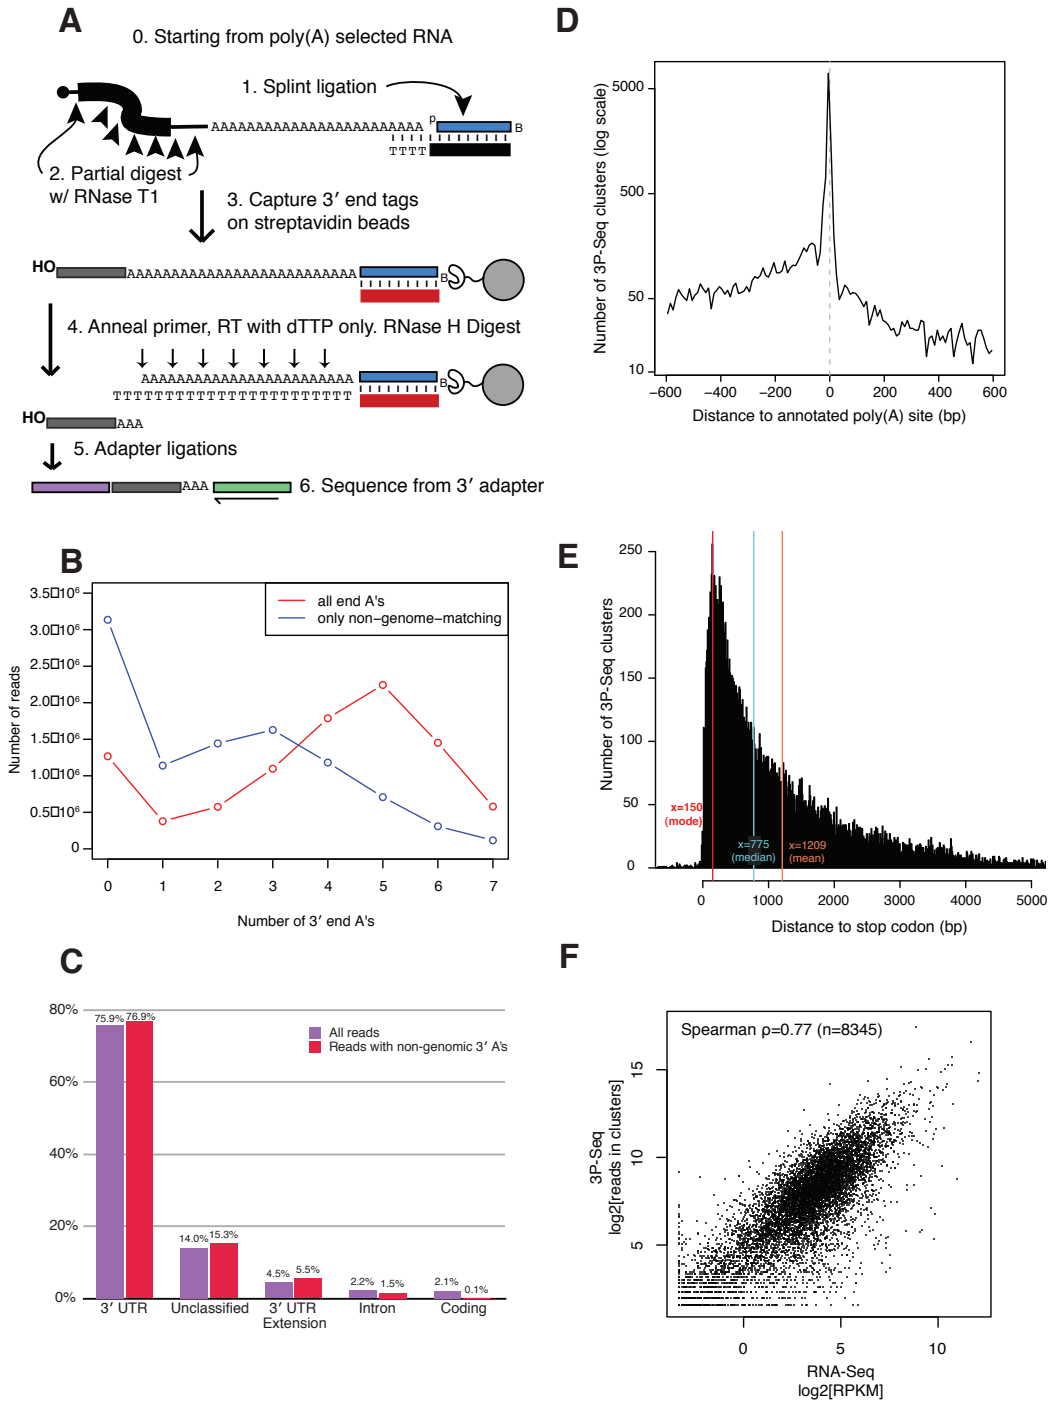 A
0. Starting from poly(A) selected RNA
1. Splint ligation
p
AAAAAAAAAAAAAAAAAAAAAAAA
B
TTTT
2. Partial digest
w/ RNase T1
3. Capture 3′ end tags
on streptavidin beads
HO
AAAAAAAAAAAAAAAAAAAAAAAAAA
B
4. Anneal primer, RT with dTTP only. RNase H Digest
AAAAAAAAAAAAAAAAAAAAAAAA
B
TTTTTTTTTTTTTTTTTTTTTT
HO
AAA
5. Adapter ligations
AAA
6. Sequence from 3′ adapter
B
3.5□10⁶
3.0□10⁶
2.5□10⁶
2.0□10⁶
1.5□10⁶
1.0□10⁶
0.5□10⁶
0
Number of reads
all end A's
only non−genome−matching
0 1 2 3 4 5 6 7
Number of 3′ end A's
C
80%
60%
40%
20%
0%
All reads
Reads with non-genomic 3′ A's
75.9% 76.9%
14.0% 15.3%
4.5% 5.5%
2.2% 1.5%
2.1% 0.1%
3′ UTR
Unclassified
3′ UTR
Extension
Intron
Coding
D
Number of 3P−Seq clusters (log scale)
5000
500
50
10
−600 −400 −200 0 200 400 600
Distance to annotated poly(A) site (bp)
E
Number of 3P−Seq clusters
250
200
150
100
50
0
x=150
(mode)
x=775
(median)
x=1209
(mean)
0 1000 2000 3000 4000 5000
Distance to stop codon (bp)
F
Spearman ρ=0.77 (n=8345)
3P-Seq
log2[reads in clusters]
15
10
5
0 5 10
RNA-Seq
log2[RPKM]